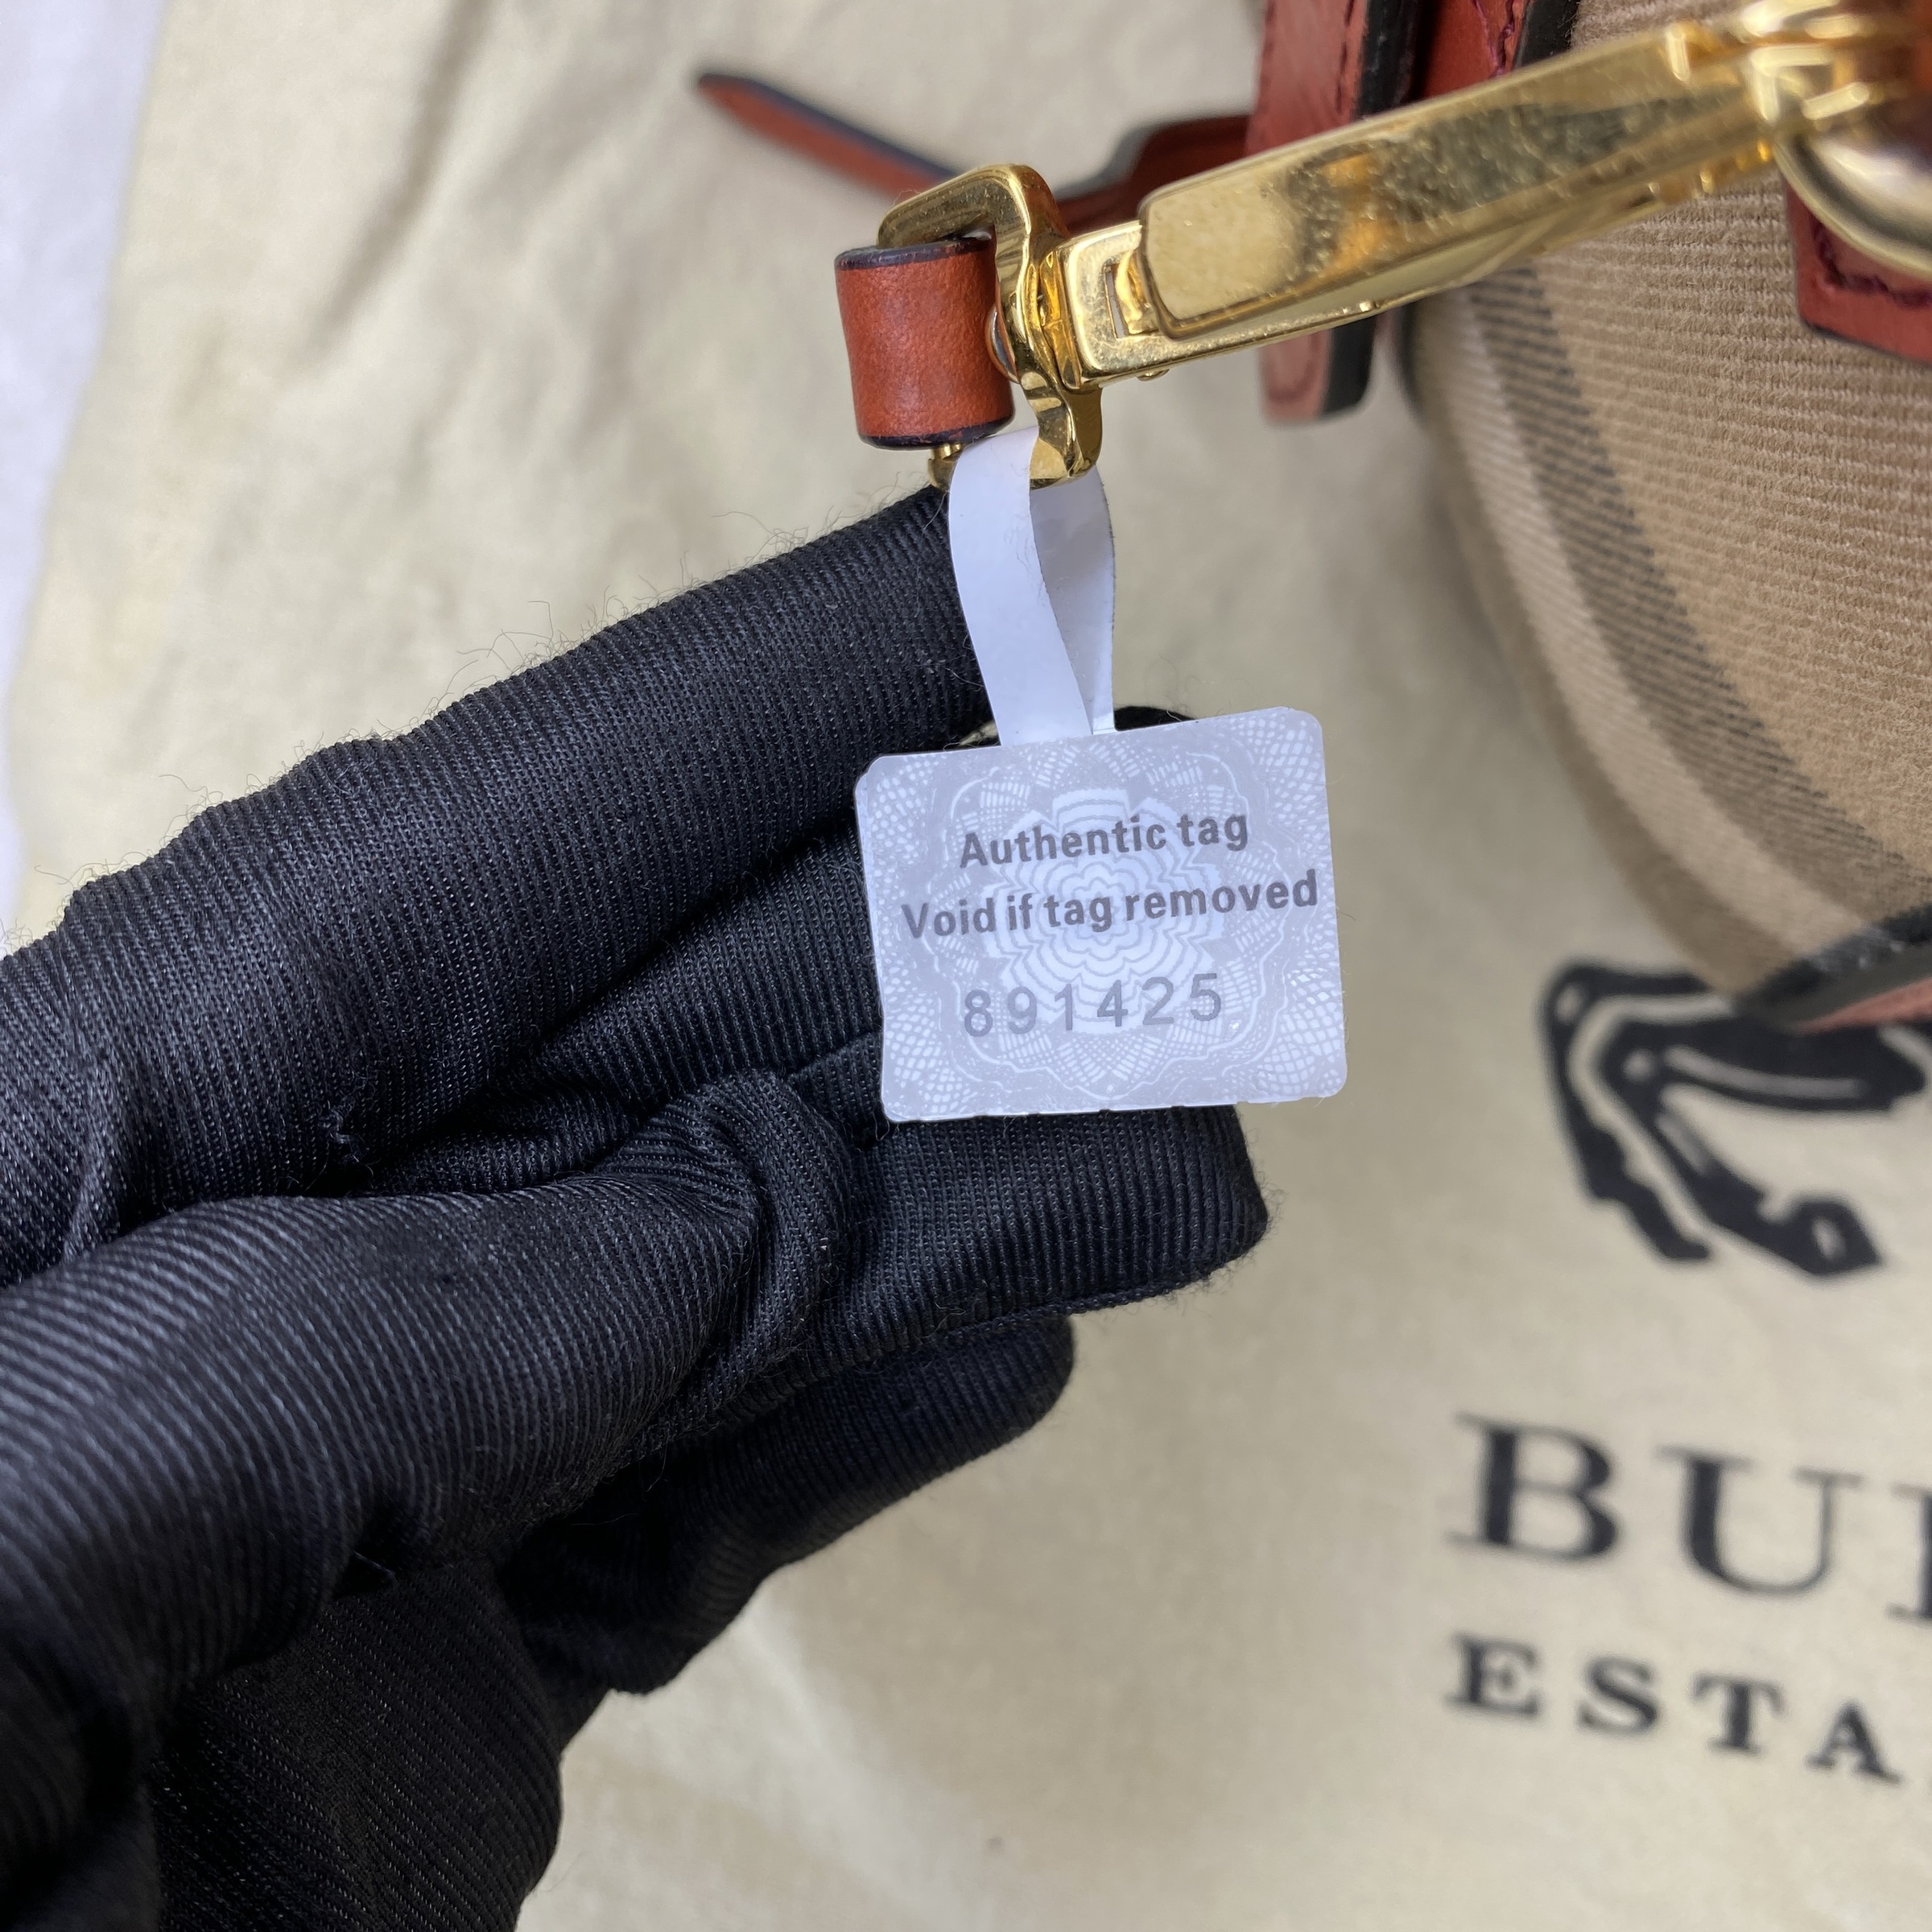 Authentic tag
Void if tag removed
891425
BU
ESTA